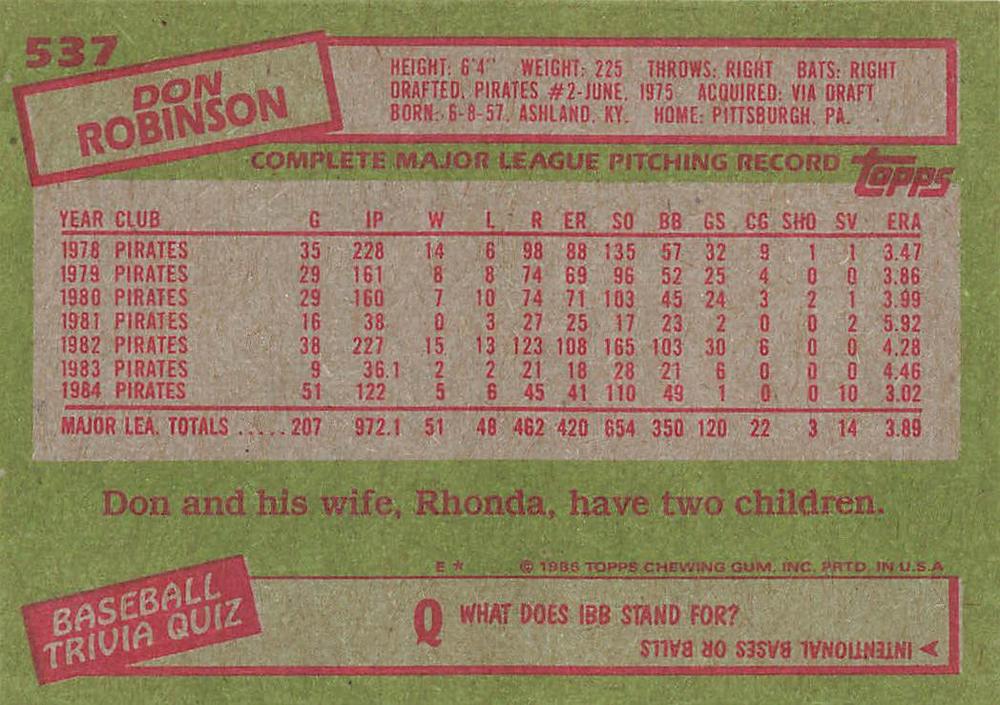 537
DON
ROBINSON
HEIGHT: 6'4" WEIGHT: 225 THROWS: RIGHT BATS: RIGHT
DRAFTED, PIRATES #2-JUNE, 1975 ACQUIRED: VIA DRAFT
BORN: 6-8-57, ASHLAND, KY. HOME: PITTSBURGH, PA.
COMPLETE MAJOR LEAGUE PITCHING RECORD
Topps
YEAR CLUB G IP W L R ER SO BB GS CG SHO SV ERA
1978 PIRATES 35 228 14 6 98 88 135 57 32 9 1 1 3.47
1979 PIRATES 29 161 8 8 74 69 96 52 25 4 0 0 3.86
1980 PIRATES 29 160 7 10 74 71 103 45 24 3 2 1 3.99
1981 PIRATES 16 38 0 3 27 25 17 23 2 0 0 2 5.92
1982 PIRATES 38 227 15 13 123 108 165 103 30 6 0 0 4.28
1983 PIRATES 9 36.1 2 2 21 18 28 21 6 0 0 0 4.46
1984 PIRATES 51 122 5 6 45 41 110 49 1 0 0 10 3.02
MAJOR LEA. TOTALS ..... 207 972.1 51 48 462 420 654 350 120 22 3 14 3.89
Don and his wife, Rhonda, have two children.
E * © 1985 TOPPS CHEWING GUM, INC. PRTD. IN U.S.A
BASEBALL
TRIVIA QUIZ
Q WHAT DOES IBB STAND FOR?
INTENTIONAL BASES OR BALLS